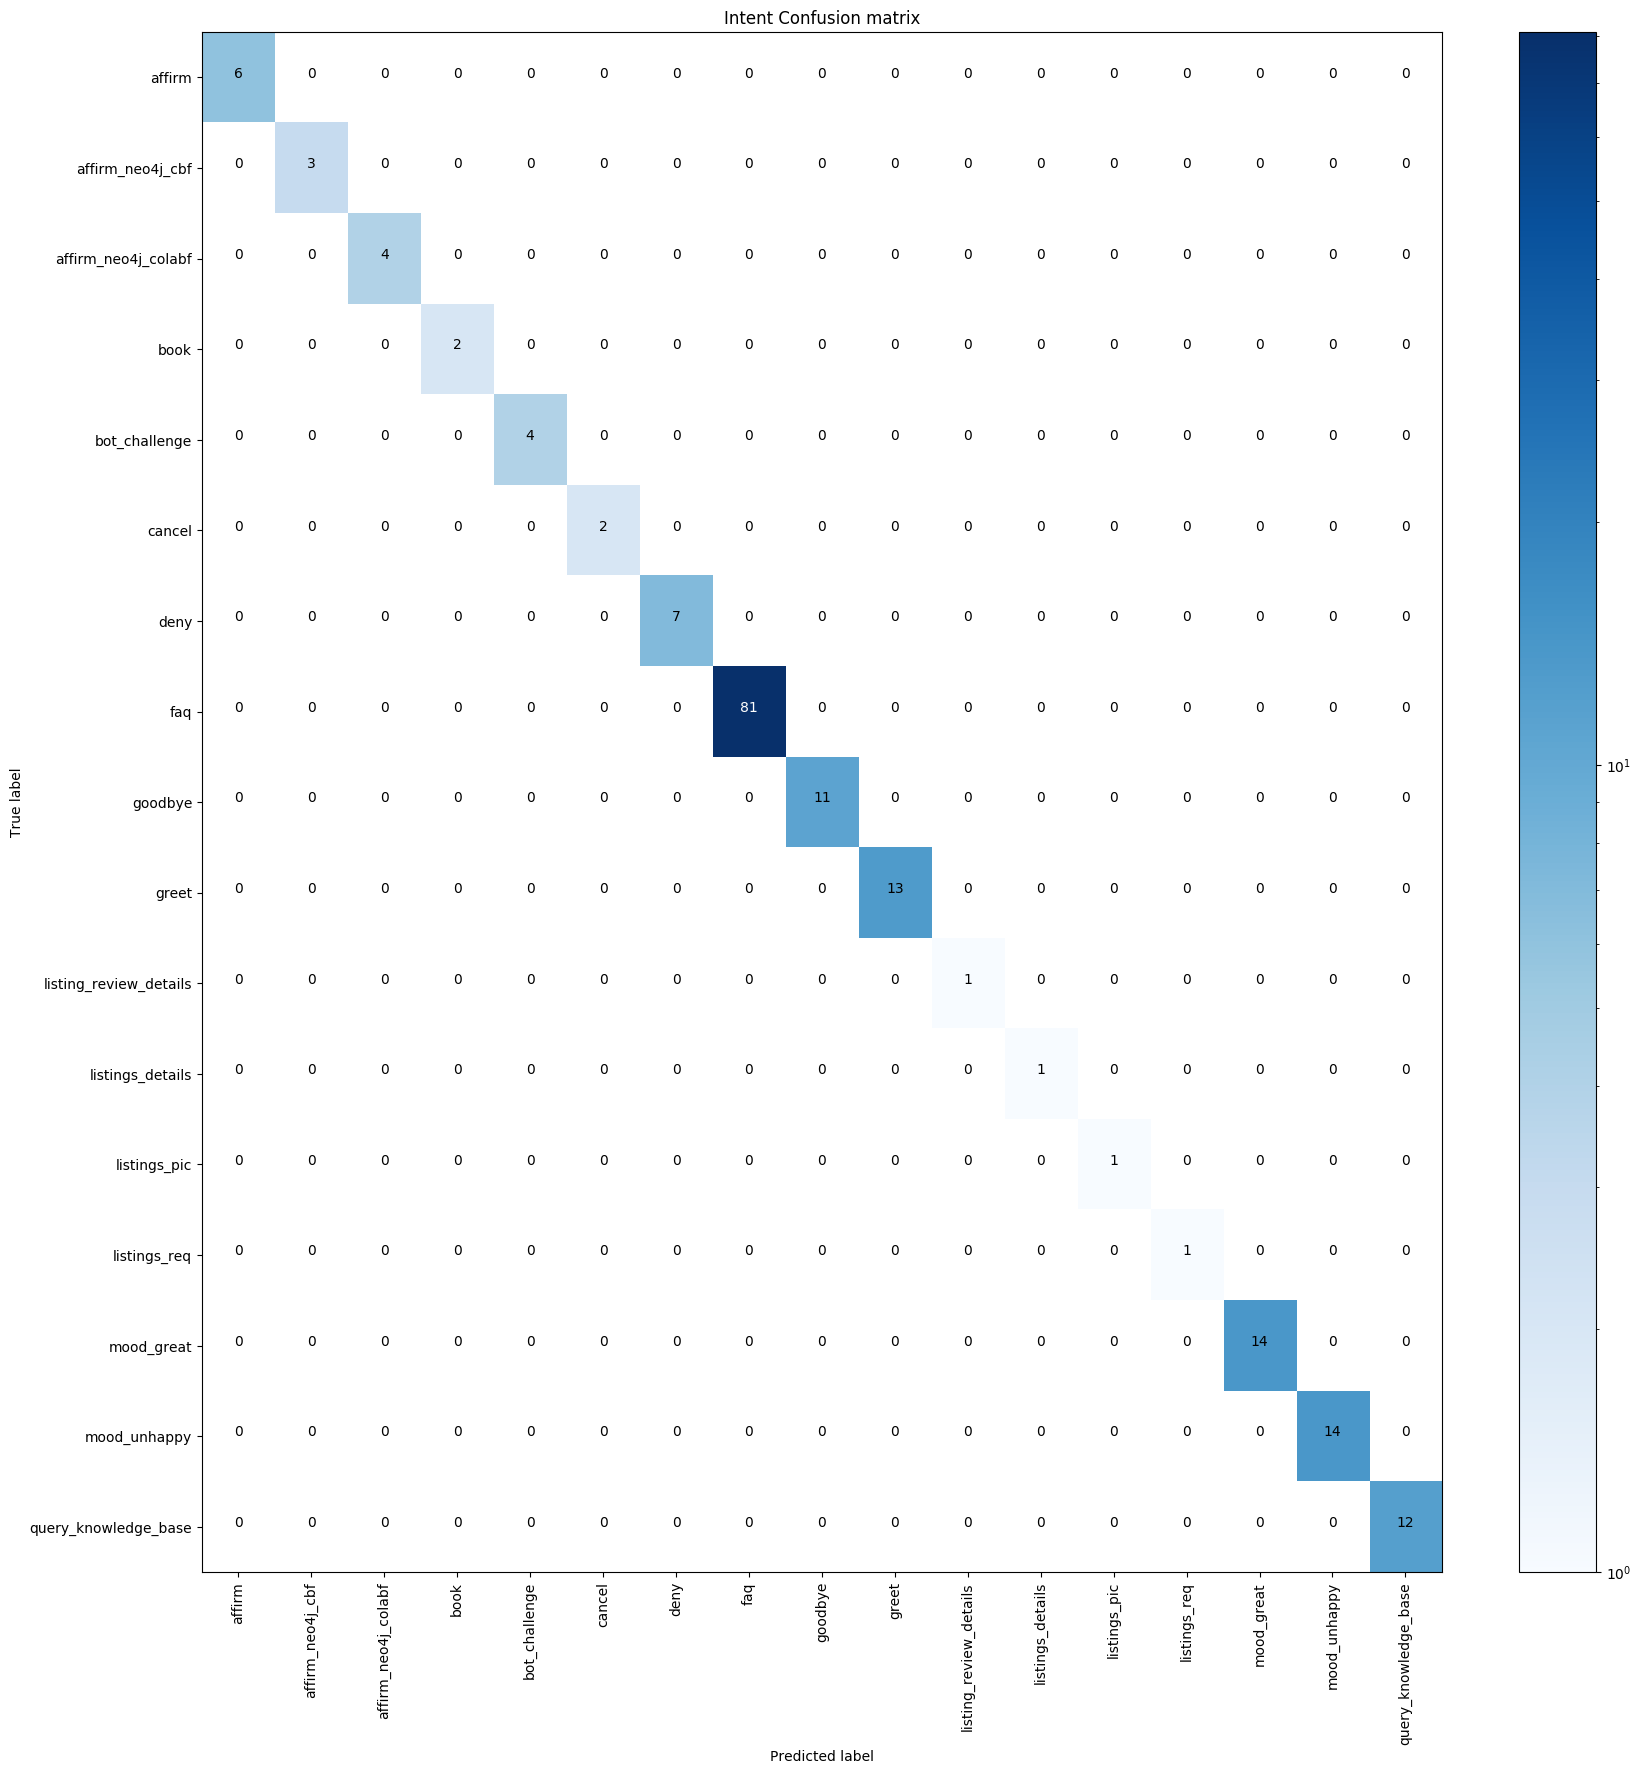 Intent Confusion matrix
affirm 6 0 0 0 0 0 0 0 0 0 0 0 0 0 0 0 0
affirm_neo4j_cbf 0 3 0 0 0 0 0 0 0 0 0 0 0 0 0 0 0
affirm_neo4j_colabf 0 0 4 0 0 0 0 0 0 0 0 0 0 0 0 0 0
book 0 0 0 2 0 0 0 0 0 0 0 0 0 0 0 0 0
bot_challenge 0 0 0 0 4 0 0 0 0 0 0 0 0 0 0 0 0
cancel 0 0 0 0 0 2 0 0 0 0 0 0 0 0 0 0 0
deny 0 0 0 0 0 0 7 0 0 0 0 0 0 0 0 0 0
faq 0 0 0 0 0 0 0 81 0 0 0 0 0 0 0 0 0
goodbye 0 0 0 0 0 0 0 0 11 0 0 0 0 0 0 0 0
greet 0 0 0 0 0 0 0 0 0 13 0 0 0 0 0 0 0
listing_review_details 0 0 0 0 0 0 0 0 0 0 1 0 0 0 0 0 0
listings_details 0 0 0 0 0 0 0 0 0 0 0 1 0 0 0 0 0
listings_pic 0 0 0 0 0 0 0 0 0 0 0 0 1 0 0 0 0
listings_req 0 0 0 0 0 0 0 0 0 0 0 0 0 1 0 0 0
mood_great 0 0 0 0 0 0 0 0 0 0 0 0 0 0 14 0 0
mood_unhappy 0 0 0 0 0 0 0 0 0 0 0 0 0 0 0 14 0
query_knowledge_base 0 0 0 0 0 0 0 0 0 0 0 0 0 0 0 0 12
True label
affirm
affirm_neo4j_cbf
affirm_neo4j_colabf
book
bot_challenge
cancel
deny
faq
goodbye
greet
listing_review_details
listings_details
listings_pic
listings_req
mood_great
mood_unhappy
query_knowledge_base
Predicted label
10¹
10⁰